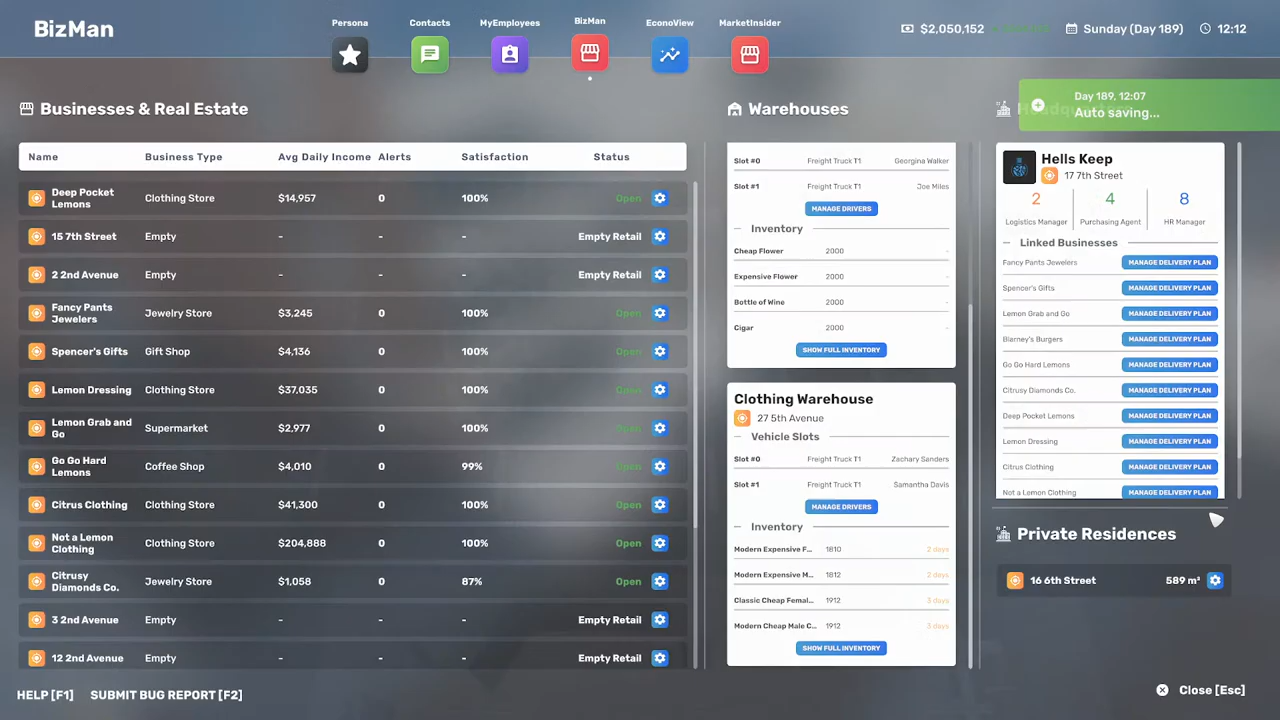 BizMan
Persona
Contacts
MyEmployees
BizMan
EconoView
MarketInsider
$2,050,152
Sunday (Day 189)
12:12
Day 189, 12:07
Auto saving...
Businesses & Real Estate
Name Business Type Avg Daily Income Alerts Satisfaction Status
Deep Pocket
Lemons
Clothing Store $14,957 0 100% Open
15 7th Street Empty - - - Empty Retail
2 2nd Avenue Empty - - - Empty Retail
Fancy Pants
Jewelers
Jewelry Store $3,245 0 100% Open
Spencer's Gifts Gift Shop $4,136 0 100% Open
Lemon Dressing Clothing Store 0 100% Open
Lemon Grab and
Go
Supermarket $2,977 0 100% Open
Go Go Hard
Lemons
Coffee Shop $4,010 0 99% Open
Citrus Clothing Clothing Store 0 100% Open
Not a Lemon
Clothing
Clothing Store $204,888 0 100% Open
Citrusy
Diamonds Co.
Jewelry Store $1,058 0 87% Open
3 2nd Avenue Empty - - - Empty Retail
12 2nd Avenue Empty - - - Empty Retail
Warehouses
Slot #0 Freight Truck T1 Georgina Walker
Slot #1 Freight Truck T1 Joe Miles
MANAGE DRIVERS
Inventory
Cheap Flower 2000 -
Expensive Flower 2000 -
Bottle of Wine 2000 -
Cigar 2000 -
SHOW FULL INVENTORY
Clothing Warehouse
27 5th Avenue
Vehicle Slots
Slot #0 Freight Truck T1 Zachary Sanders
Slot #1 Freight Truck T1 Samantha Davis
MANAGE DRIVERS
Inventory
Modern Expensive F... 1810 2 days
Modern Expensive M... 1812 2 days
Classic Cheap Femal... 1912 3 days
Modern Cheap Male C... 1912 3 days
SHOW FULL INVENTORY
Hells Keep
17 7th Street
2 4 8
Logistics Manager Purchasing Agent HR Manager
Linked Businesses
Fancy Pants Jewelers MANAGE DELIVERY PLAN
Spencer's Gifts MANAGE DELIVERY PLAN
Lemon Grab and Go MANAGE DELIVERY PLAN
Blarney's Burgers MANAGE DELIVERY PLAN
Go Go Hard Lemons MANAGE DELIVERY PLAN
Citrusy Diamonds Co. MANAGE DELIVERY PLAN
Deep Pocket Lemons MANAGE DELIVERY PLAN
Lemon Dressing MANAGE DELIVERY PLAN
Citrus Clothing MANAGE DELIVERY PLAN
Not a Lemon Clothing MANAGE DELIVERY PLAN
Private Residences
16 6th Street 589 m²
HELP [F1]
SUBMIT BUG REPORT [F2]
Close [Esc]